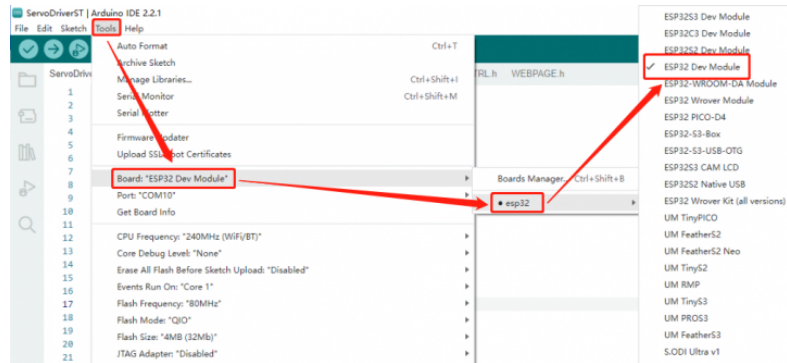 ServoDriverST | Arduino IDE 2.2.1
File Edit Sketch Tools Help
ServoDrive
TRL.h WEBPAGE.h
1
2
3
4
5
6
7
8
9
10
11
12
13
14
15
16
17
18
19
20
21
Auto Format Ctrl+T
Archive Sketch
Manage Libraries... Ctrl+Shift+I
Serial Monitor Ctrl+Shift+M
Serial Plotter
Firmware Updater
Upload SSL Root Certificates
Board: "ESP32 Dev Module"
Port: "COM10"
Get Board Info
CPU Frequency: "240MHz (WiFi/BT)"
Core Debug Level: "None"
Erase All Flash Before Sketch Upload: "Disabled"
Events Run On: "Core 1"
Flash Frequency: "80MHz"
Flash Mode: "QIO"
Flash Size: "4MB (32Mb)"
JTAG Adapter: "Disabled"
Boards Manager... Ctrl+Shift+B
esp32
ESP32S3 Dev Module
ESP32C3 Dev Module
ESP32S2 Dev Module
ESP32 Dev Module
ESP32-WROOM-DA Module
ESP32 Wrover Module
ESP32 PICO-D4
ESP32-S3-Box
ESP32-S3-USB-OTG
ESP32S3 CAM LCD
ESP32S2 Native USB
ESP32 Wrover Kit (all versions)
UM TinyPICO
UM FeatherS2
UM FeatherS2 Neo
UM TinyS2
UM RMP
UM TinyS3
UM PROS3
UM FeatherS3
S.ODI Ultra v1